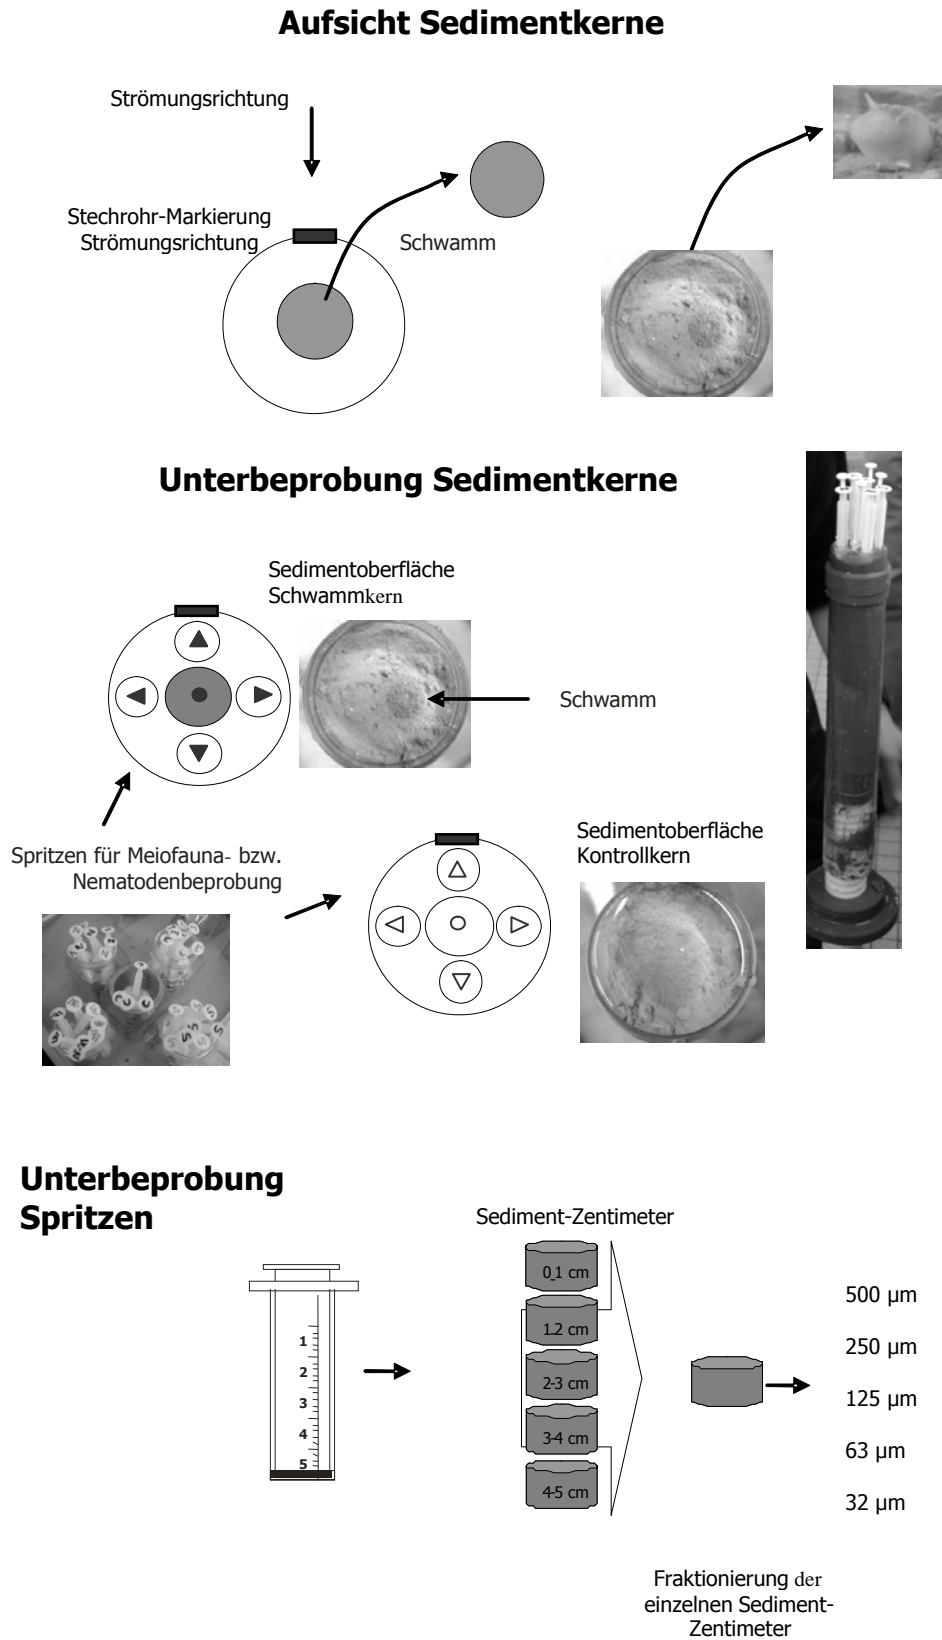 Aufsicht Sedimentkerne
Strömungsrichtung
Stechrohr-Markierung
Strömungsrichtung
Schwamm
Unterbeprobung Sedimentkerne
Sedimentoberfläche
Schwammkern
Schwamm
Spritzen für Meiofauna- bzw.
Nematodenbeprobung
Sedimentoberfläche
Kontrollkern
Unterbeprobung
Spritzen
Sediment-Zentimeter
1
2
3
4
5
0_1 cm
1.2 cm
2-3 cm
3-4 cm
4-5 cm
500 µm
250 µm
125 µm
63 µm
32 µm
Fraktionierung der
einzelnen Sediment-
Zentimeter